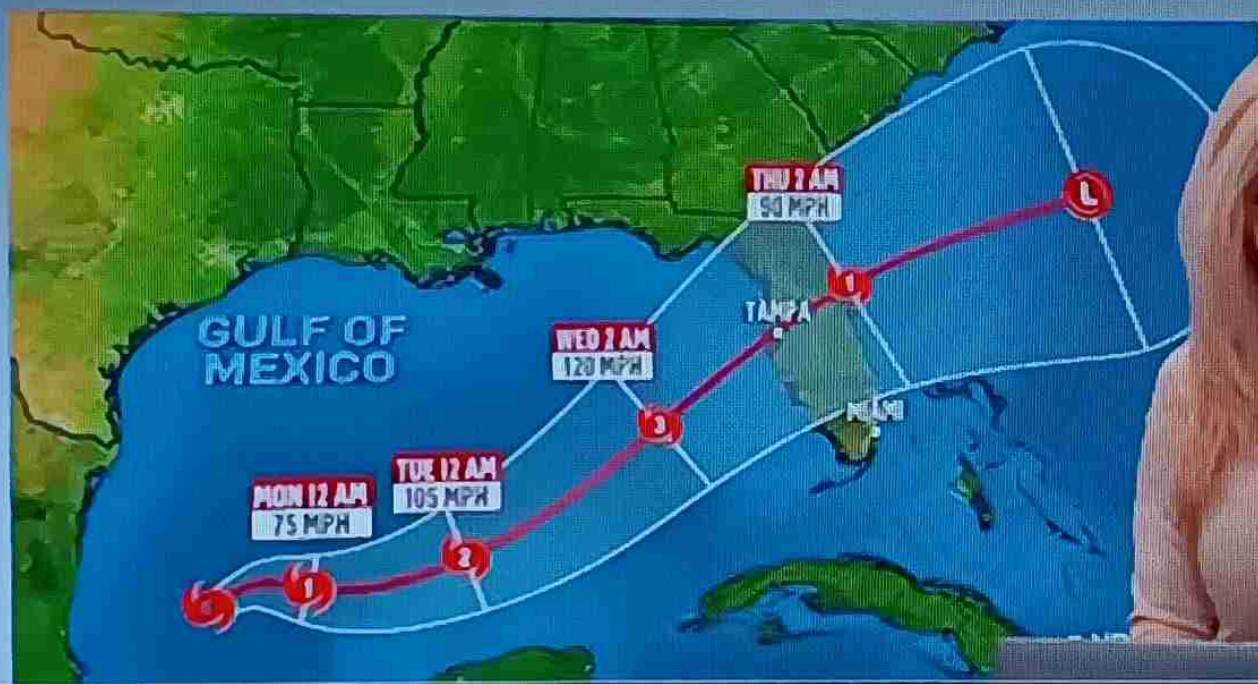 THU 2 AM
90 MPH
TAMPA
GULF OF
MEXICO
WED 2 AM
120 MPH
1
L
3
MIAMI
TUE 12 AM
105 MPH
MON 12 AM
75 MPH
2
1